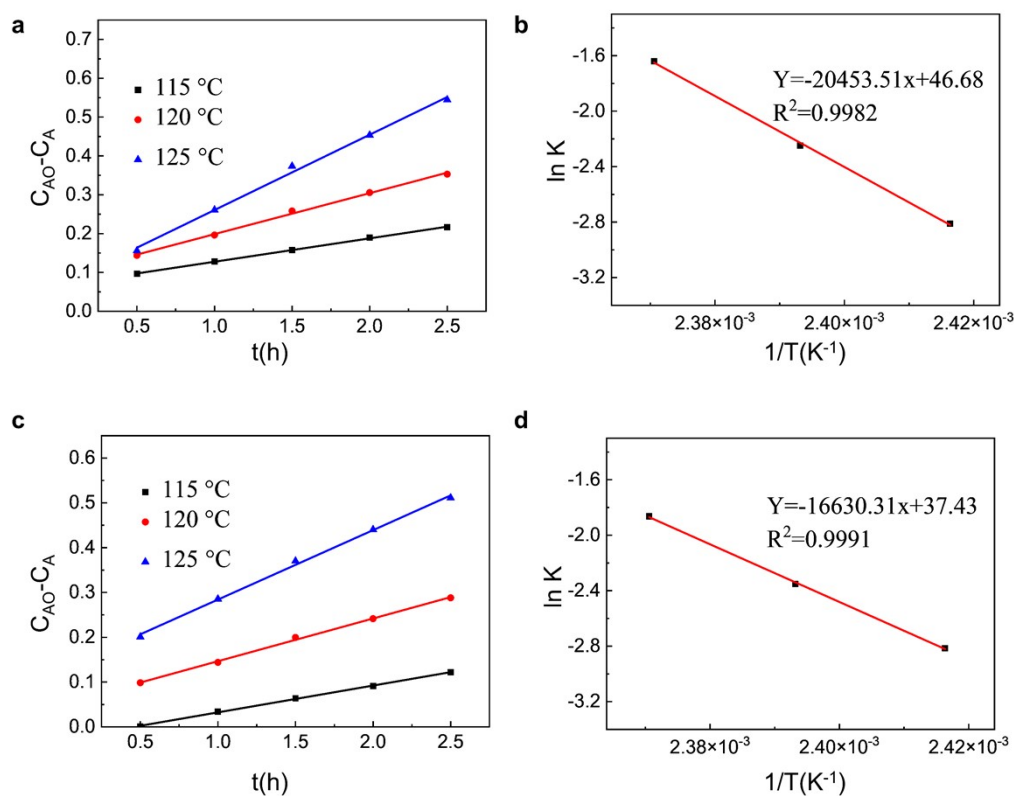 a
0.7
0.6
0.5
0.4
0.3
0.2
0.1
0.0
C_AO-C_A
115 °C
120 °C
125 °C
0.5 1.0 1.5 2.0 2.5
t(h)
b
-1.6
-2.0
-2.4
-2.8
-3.2
ln K
Y=-20453.51x+46.68
R²=0.9982
2.38×10⁻³ 2.40×10⁻³ 2.42×10⁻³
1/T(K⁻¹)
c
0.6
0.5
0.4
0.3
0.2
0.1
0.0
C_AO-C_A
115 °C
120 °C
125 °C
0.5 1.0 1.5 2.0 2.5
t(h)
d
-1.6
-2.0
-2.4
-2.8
-3.2
ln K
Y=-16630.31x+37.43
R²=0.9991
2.38×10⁻³ 2.40×10⁻³ 2.42×10⁻³
1/T(K⁻¹)